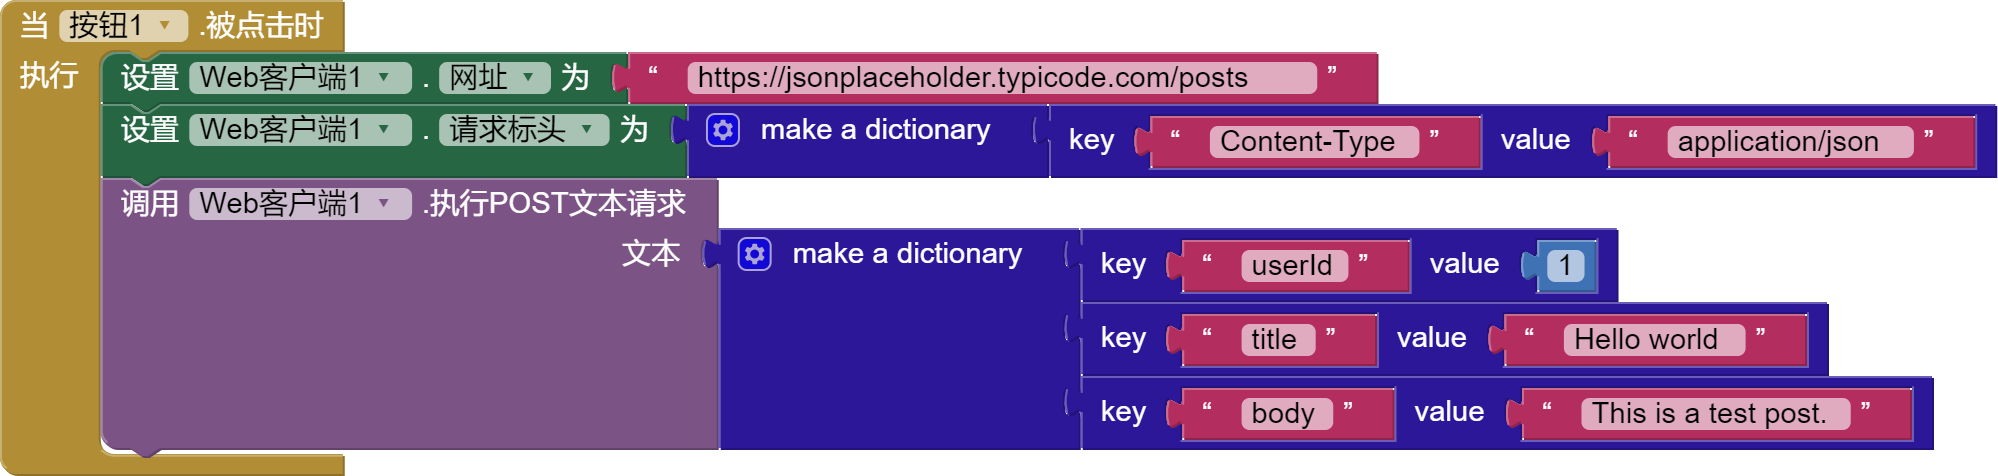 当 按钮1 .被点击时
执行 设置 Web客户端1 . 网址 为 “ https://jsonplaceholder.typicode.com/posts ”
设置 Web客户端1 . 请求标头 为 make a dictionary key “ Content-Type ” value “ application/json ”
调用 Web客户端1 .执行POST文本请求
文本 make a dictionary key “ userId ” value 1
key “ title ” value “ Hello world ”
key “ body ” value “ This is a test post. ”